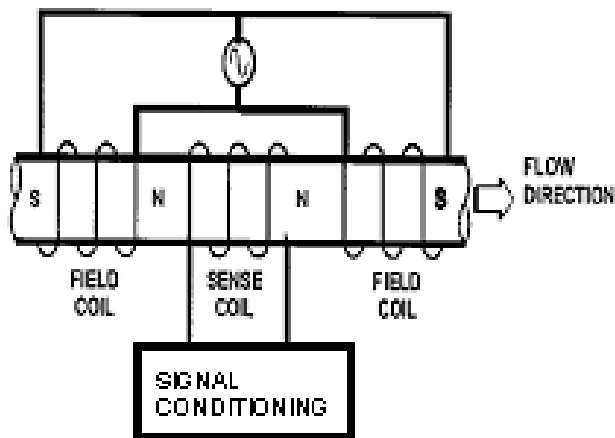 S
N
N
S
FLOW
DIRECTION
FIELD
COIL
SENSE
COIL
FIELD
COIL
SIGNAL
CONDITIONING